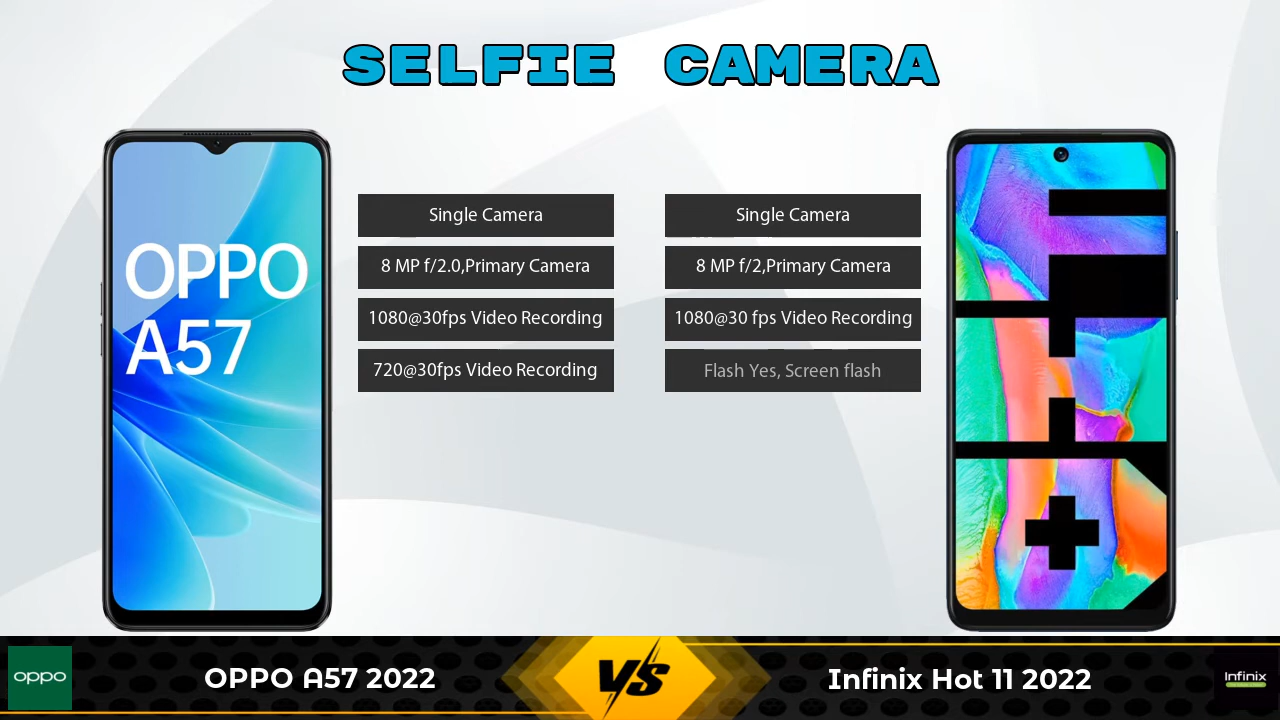 SELFIE CAMERA
OPPO
A57
Single Camera
8 MP f/2.0,Primary Camera
1080@30fps Video Recording
720@30fps Video Recording
Single Camera
8 MP f/2,Primary Camera
1080@30 fps Video Recording
Flash Yes, Screen flash
oppo
OPPO A57 2022
VS
Infinix Hot 11 2022
Infinix